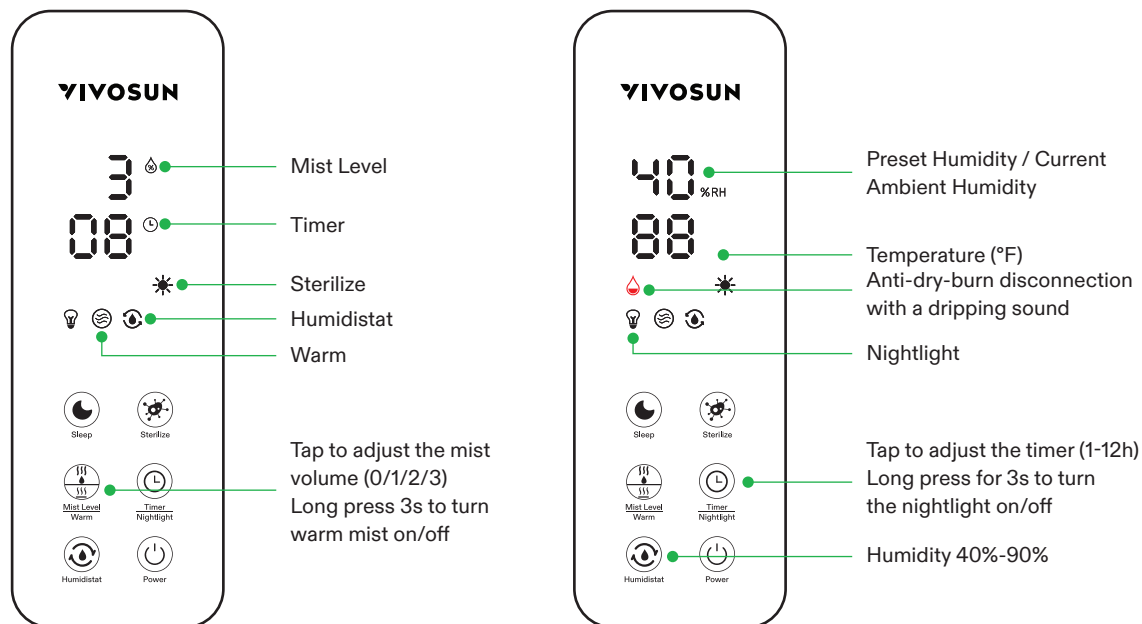 VIVOSUN
3 %
08
Mist Level
Timer
Sterilize
Humidistat
Warm
Sleep
Sterilize
Mist Level
Warm
Timer
Nightlight
Humidistat
Power
Tap to adjust the mist
volume (0/1/2/3)
Long press 3s to turn
warm mist on/off
VIVOSUN
40 %RH
88
Preset Humidity / Current
Ambient Humidity
Temperature (°F)
Anti-dry-burn disconnection
with a dripping sound
Nightlight
Sleep
Sterilize
Mist Level
Warm
Timer
Nightlight
Humidistat
Power
Tap to adjust the timer (1-12h)
Long press for 3s to turn
the nightlight on/off
Humidity 40%-90%